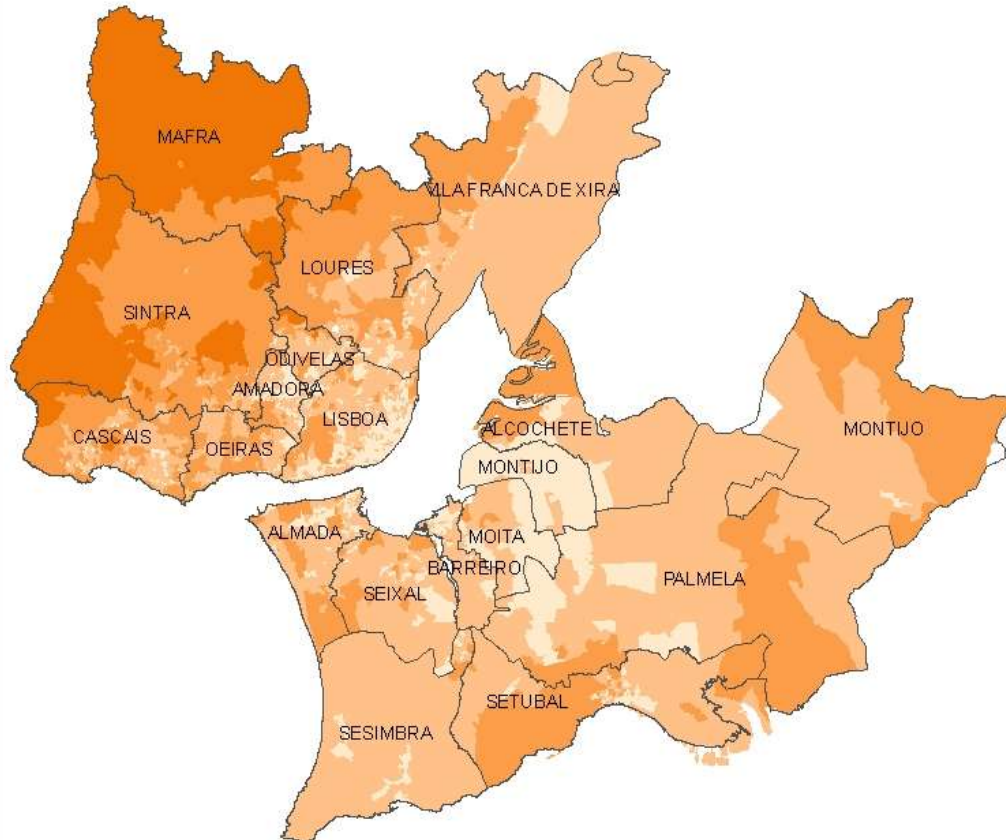 MAFRA
VILA FRANCA DE XIRA
LOURES
SINTRA
ODIVELAS
AMADORA
LISBOA
CASCAIS
OEIRAS
ALCOCHETE
MONTIJO
MONTIJO
ALMADA
MOITA
BARREIRO
SEIXAL
PALMELA
SETUBAL
SESIMBRA